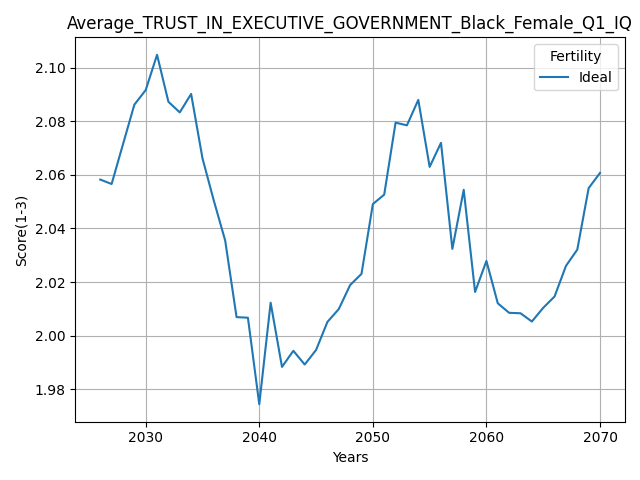 Average_TRUST_IN_EXECUTIVE_GOVERNMENT_Black_Female_Q1_IQ
Fertility
Ideal
2.10
2.08
2.06
2.04
2.02
2.00
1.98
Score(1-3)
2030
2040
2050
2060
2070
Years